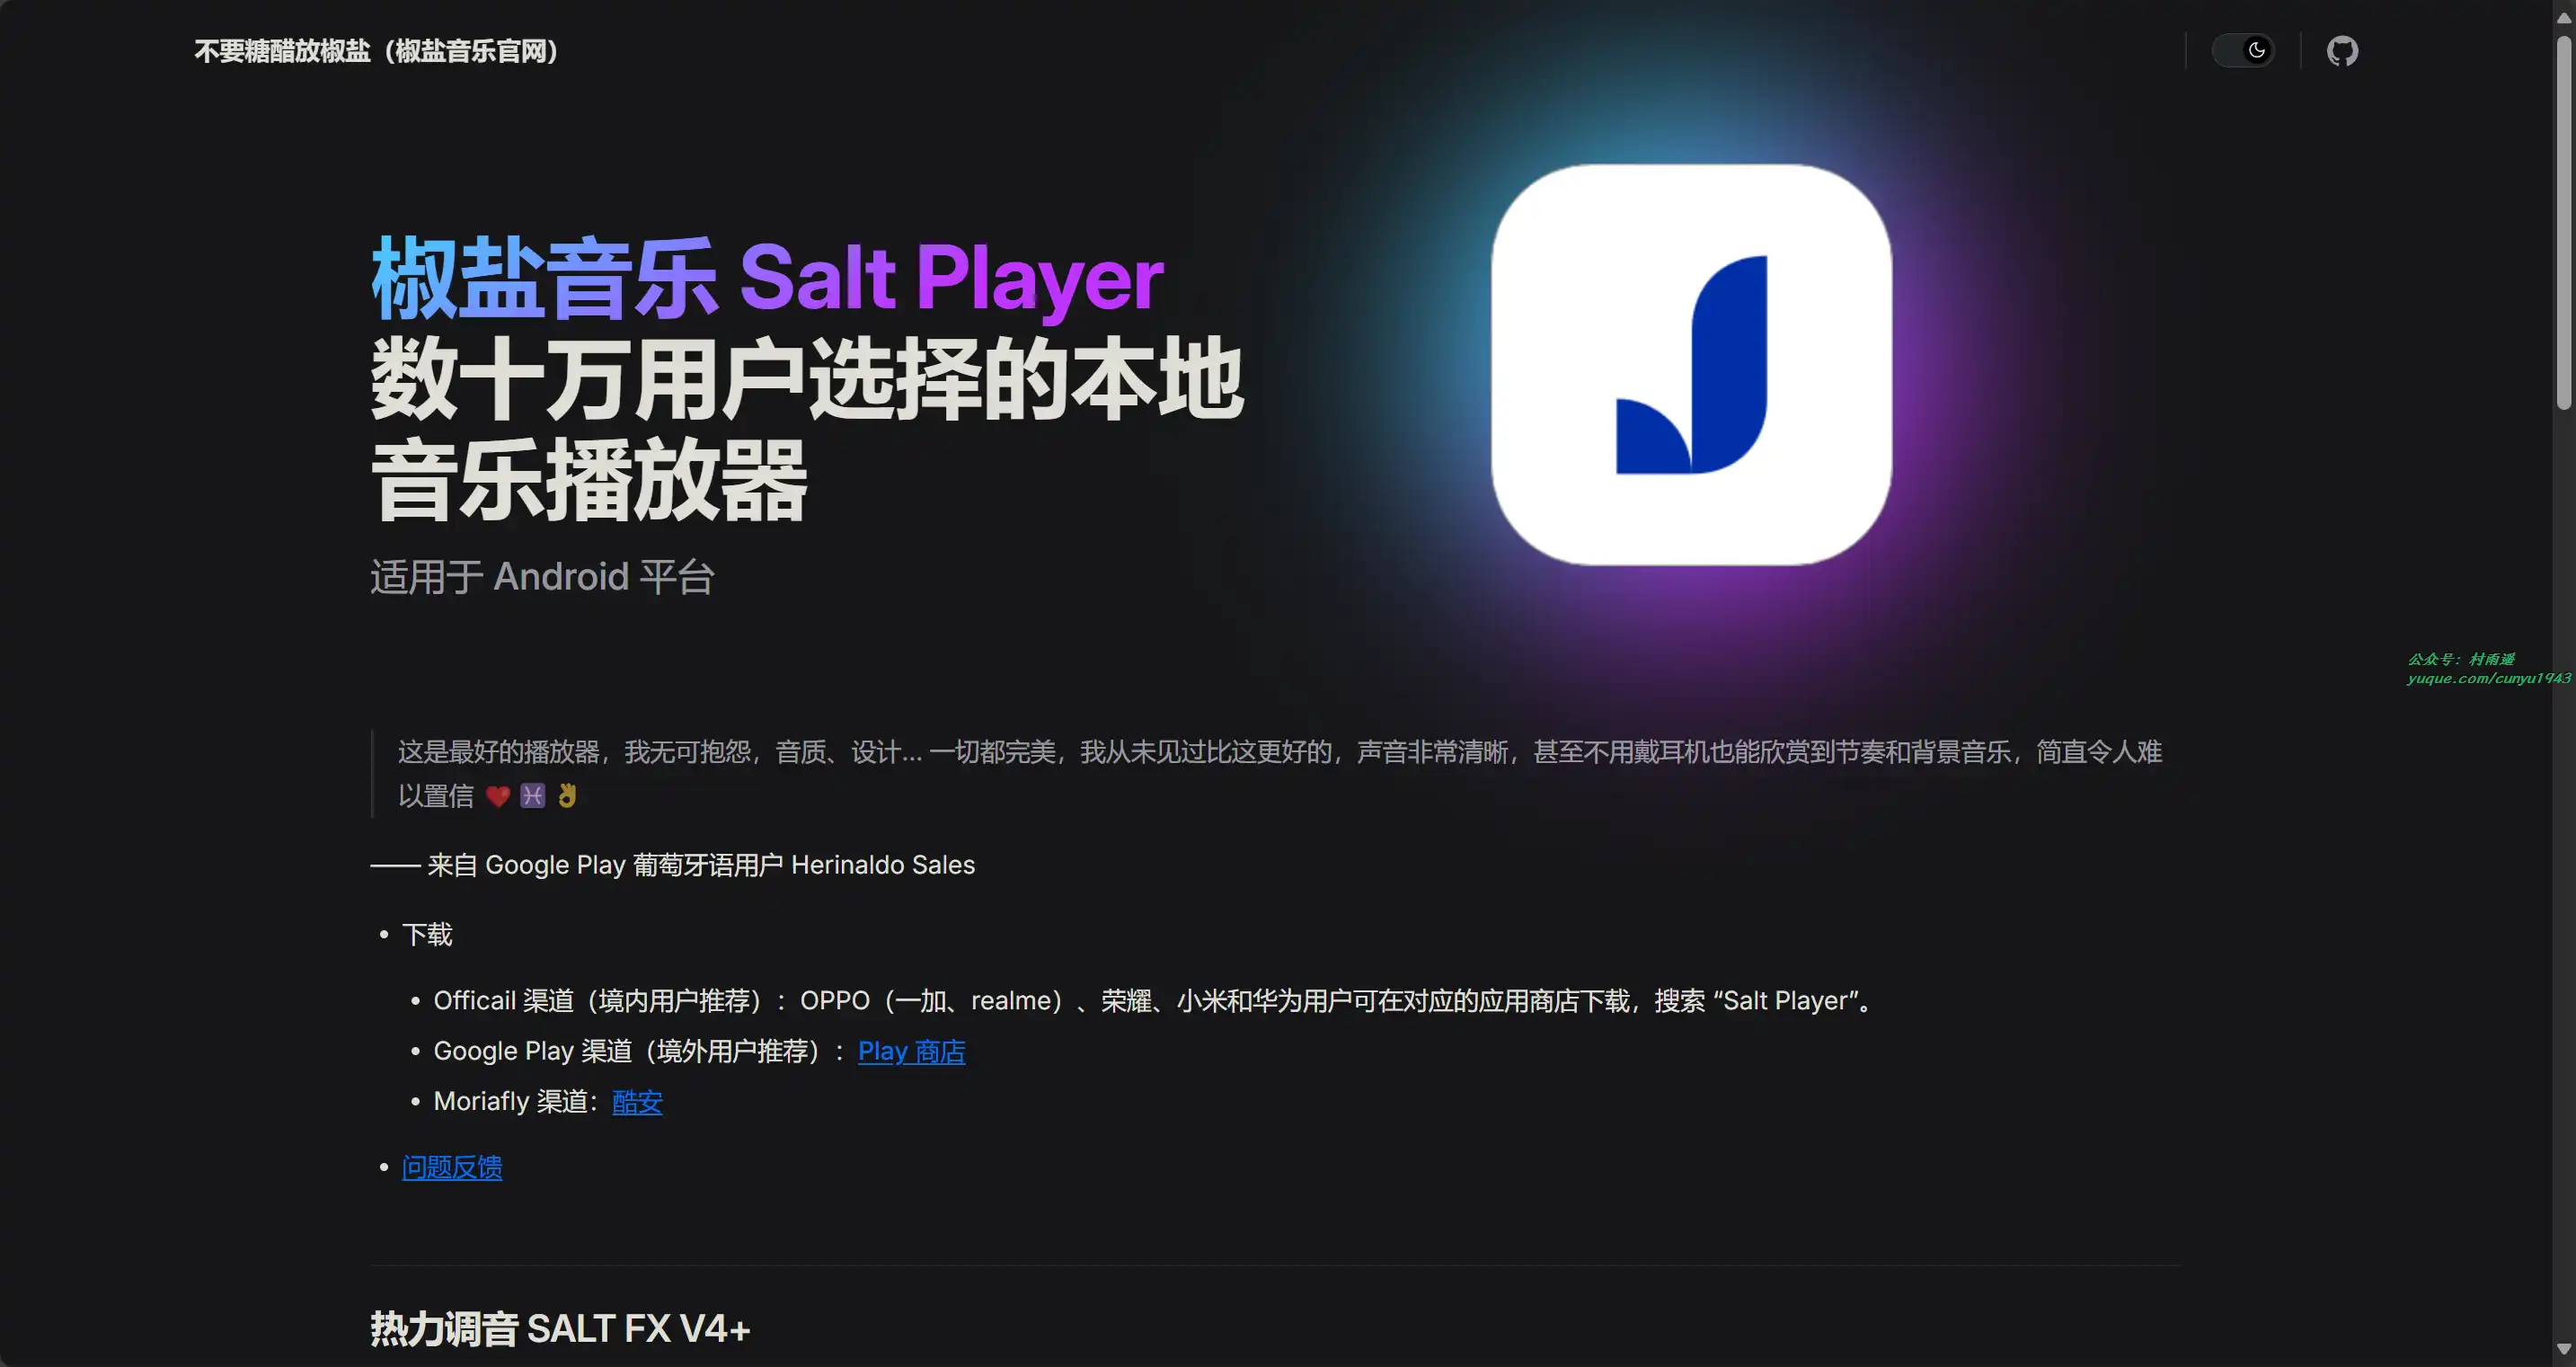 不要糖醋放椒盐（椒盐音乐官网）
椒盐音乐 Salt Player
数十万用户选择的本地
音乐播放器
适用于 Android 平台
公众号：村雨遥
yuque.com/cunyu1943
这是最好的播放器，我无可抱怨，音质、设计... 一切都完美，我从未见过比这更好的，声音非常清晰，甚至不用戴耳机也能欣赏到节奏和背景音乐，简直令人难
以置信 ❤️ ♓ 👌
—— 来自 Google Play 葡萄牙语用户 Herinaldo Sales
• 下载
• Officail 渠道（境内用户推荐）：OPPO（一加、realme）、荣耀、小米和华为用户可在对应的应用商店下载，搜索 “Salt Player”。
• Google Play 渠道（境外用户推荐）：Play 商店
• Moriafly 渠道：酷安
• 问题反馈
热力调音 SALT FX V4+